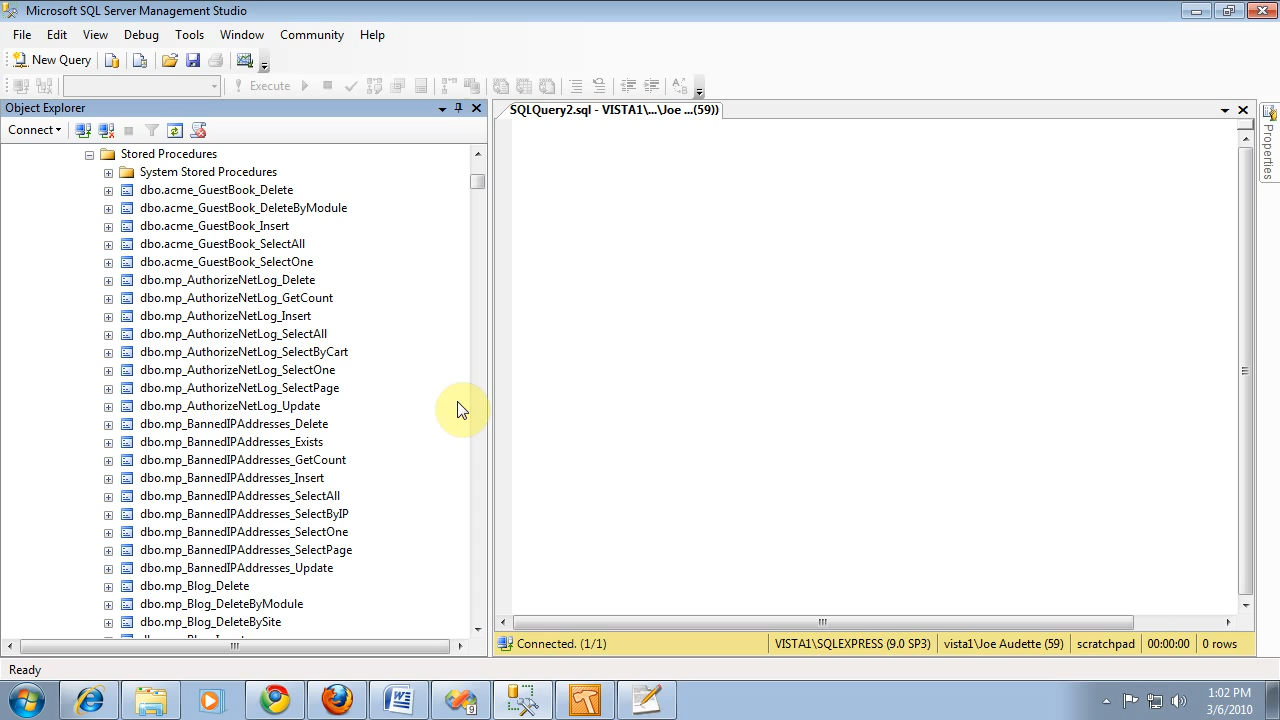 Microsoft SQL Server Management Studio
File Edit View Debug Tools Window Community Help
New Query
Execute
Object Explorer
Connect
Stored Procedures
System Stored Procedures
dbo.acme_GuestBook_Delete
dbo.acme_GuestBook_DeleteByModule
dbo.acme_GuestBook_Insert
dbo.acme_GuestBook_SelectAll
dbo.acme_GuestBook_SelectOne
dbo.mp_AuthorizeNetLog_Delete
dbo.mp_AuthorizeNetLog_GetCount
dbo.mp_AuthorizeNetLog_Insert
dbo.mp_AuthorizeNetLog_SelectAll
dbo.mp_AuthorizeNetLog_SelectByCart
dbo.mp_AuthorizeNetLog_SelectOne
dbo.mp_AuthorizeNetLog_SelectPage
dbo.mp_AuthorizeNetLog_Update
dbo.mp_BannedIPAddresses_Delete
dbo.mp_BannedIPAddresses_Exists
dbo.mp_BannedIPAddresses_GetCount
dbo.mp_BannedIPAddresses_Insert
dbo.mp_BannedIPAddresses_SelectAll
dbo.mp_BannedIPAddresses_SelectByIP
dbo.mp_BannedIPAddresses_SelectOne
dbo.mp_BannedIPAddresses_SelectPage
dbo.mp_BannedIPAddresses_Update
dbo.mp_Blog_Delete
dbo.mp_Blog_DeleteByModule
dbo.mp_Blog_DeleteBySite
SQLQuery2.sql - VISTA1\...\Joe ...(59))
Properties
Connected. (1/1) VISTA1\SQLEXPRESS (9.0 SP3) vista1\Joe Audette (59) scratchpad 00:00:00 0 rows
Ready
1:02 PM
3/6/2010